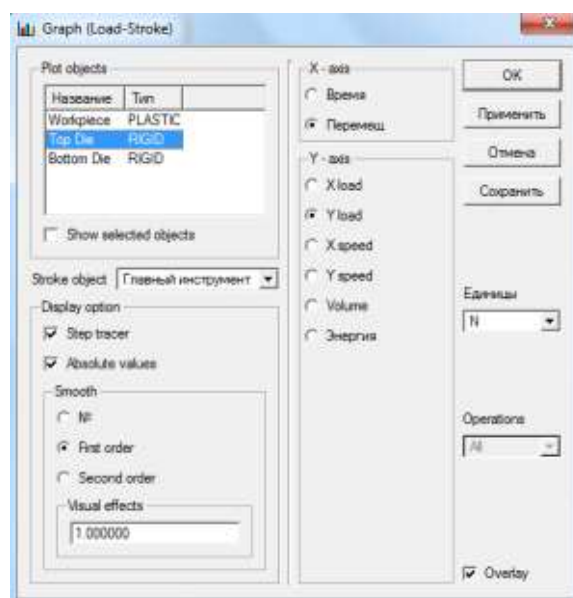 Graph (Load-Stroke)
Plot objects
Название Тип
Workpiece PLASTIC
Top Die RIGID
Bottom Die RIGID
Show selected objects
Stroke object Главный инструмент
Display option
Step tracer
Absolute values
Smooth
№
First order
Second order
Visual effects
1.000000
X - axis
Время
Перемещ
Y - axis
X load
Y load
X speed
Y speed
Volume
Энергия
OK
Применить
Отмена
Сохранить
Единицы
N
Operations
All
Overlay